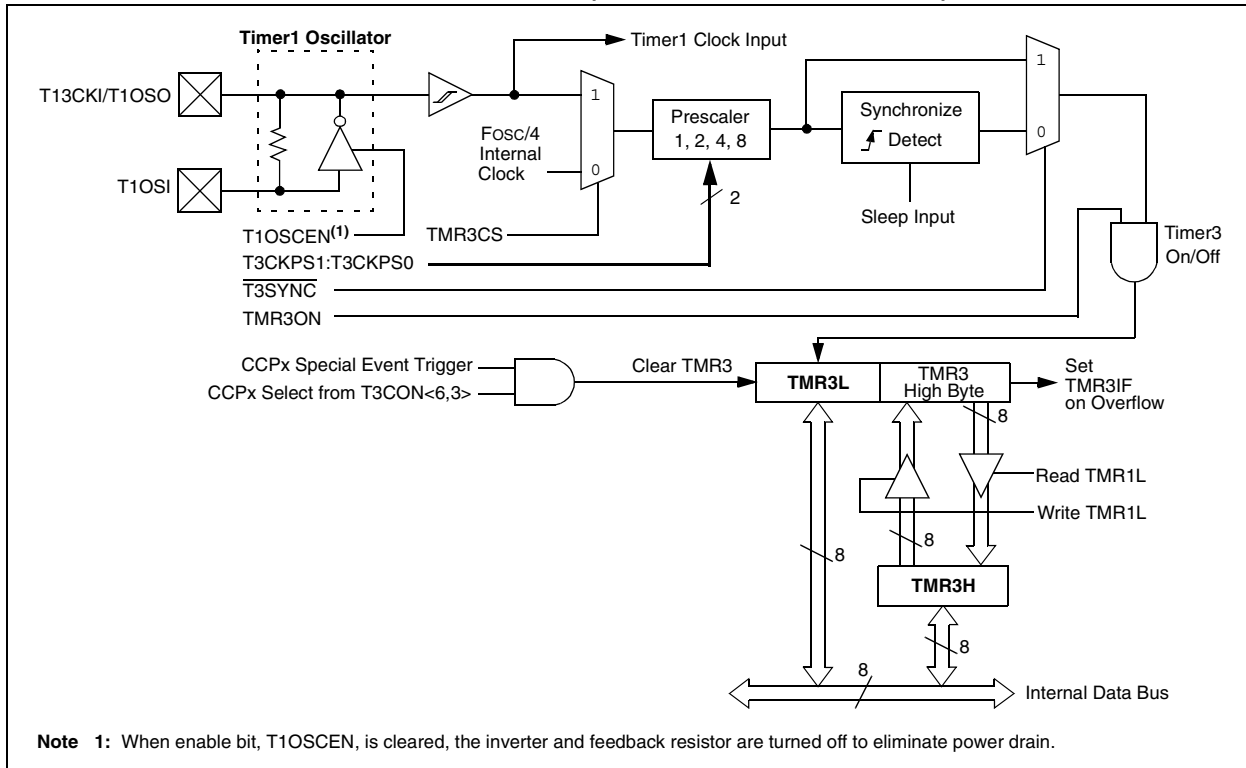 Timer1 Oscillator
Timer1 Clock Input
T13CKI/T1OSO
1
FOSC/4
Internal
Clock
0
Prescaler
1, 2, 4, 8
Synchronize
Detect
1
0
T1OSI
2
Sleep Input
T1OSCEN(1)
TMR3CS
Timer3
On/Off
T3CKPS1:T3CKPS0
T3SYNC
TMR3ON
CCPx Special Event Trigger
CCPx Select from T3CON<6,3>
Clear TMR3
TMR3L
TMR3
High Byte
Set
TMR3IF
on Overflow
8
Read TMR1L
Write TMR1L
8
8
TMR3H
8
8
Internal Data Bus
Note 1: When enable bit, T1OSCEN, is cleared, the inverter and feedback resistor are turned off to eliminate power drain.